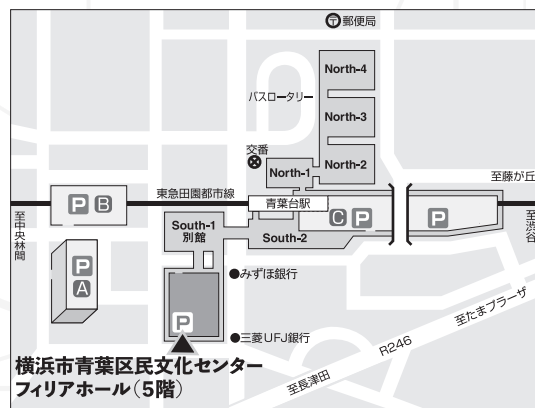 〒郵便局
North-4
バスロータリー
North-3
交番
North-2
North-1
至藤が丘
東急田園都市線
青葉台駅
P B
C P
P
至中央林間
至渋谷
South-1
別館
South-2
P
A
●みずほ銀行
至たまプラーザ
P
●三菱UFJ銀行
R246
至長津田
横浜市青葉区民文化センター
フィリアホール(5階)